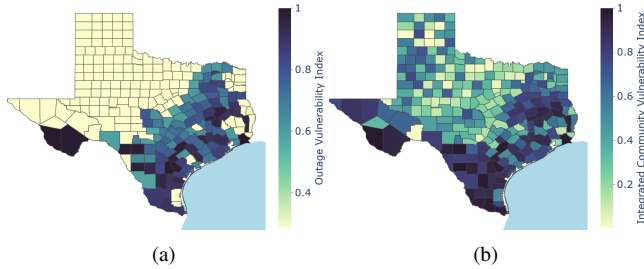 1
0.8
0.6
0.4
Outage Vulnerability Index
(a)
1
0.8
0.6
0.4
0.2
Integrated Community Vulnerability Index
(b)